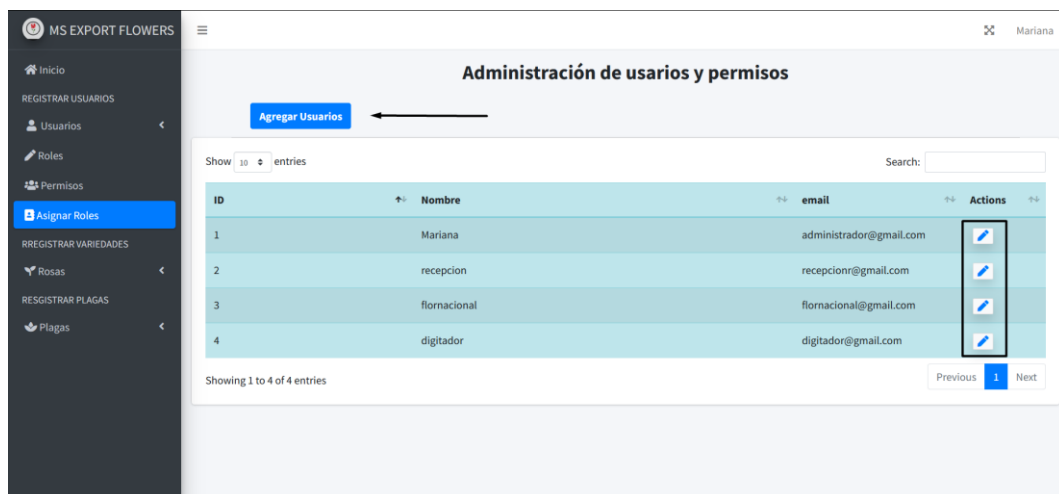 MS EXPORT FLOWERS
Mariana
Inicio
REGISTRAR USUARIOS
Usuarios
Roles
Permisos
Asignar Roles
RREGISTRAR VARIEDADES
Rosas
RESGISTRAR PLAGAS
Plagas
Administración de usarios y permisos
Agregar Usuarios
Show 10 entries
Search:
ID Nombre email Actions
1 Mariana administrador@gmail.com
2 recepcion recepcionr@gmail.com
3 flornacional flornacional@gmail.com
4 digitador digitador@gmail.com
Showing 1 to 4 of 4 entries
Previous 1 Next